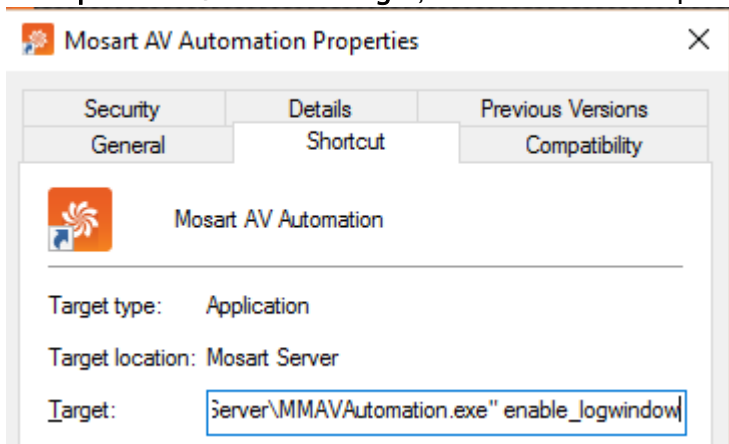 Mosart AV Automation Properties
Security Details Previous Versions
General Shortcut Compatibility
Mosart AV Automation
Target type: Application
Target location: Mosart Server
Target: Server\MMAVAutomation.exe" enable_logwindow